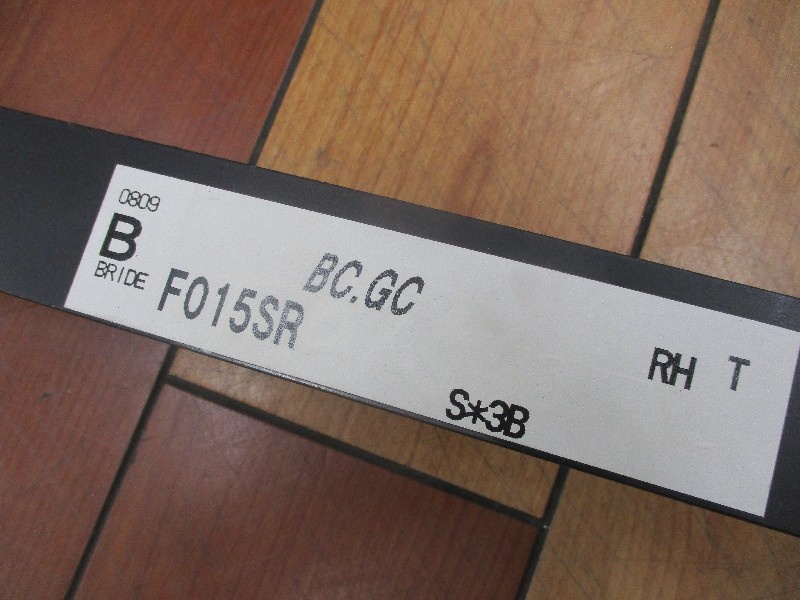 0809
B
BRIDE
BC.GC
F015SR
RH T
S*3B